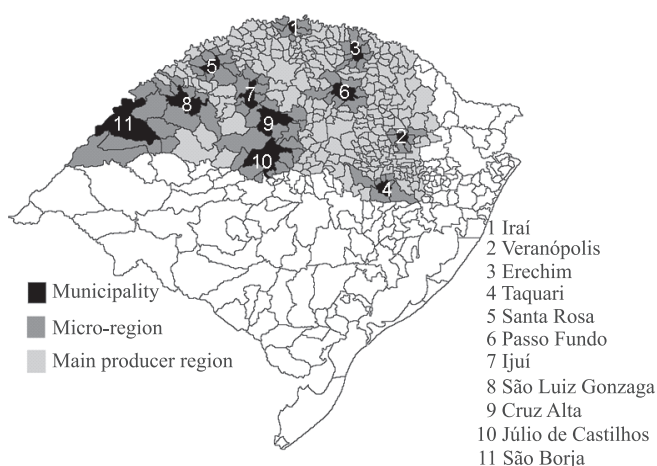 1
3
5
7
6
8
11
9
2
10
4
Municipality
Micro-region
Main producer region
1 Iraí
2 Veranópolis
3 Erechim
4 Taquari
5 Santa Rosa
6 Passo Fundo
7 Ijuí
8 São Luiz Gonzaga
9 Cruz Alta
10 Júlio de Castilhos
11 São Borja